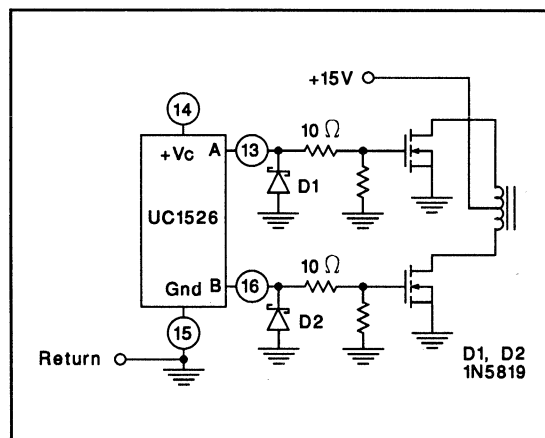 +15V
14
+Vc
A
13
10 Ω
D1
UC1526
B
16
10 Ω
Gnd
D2
15
Return
D1, D2
1N5819